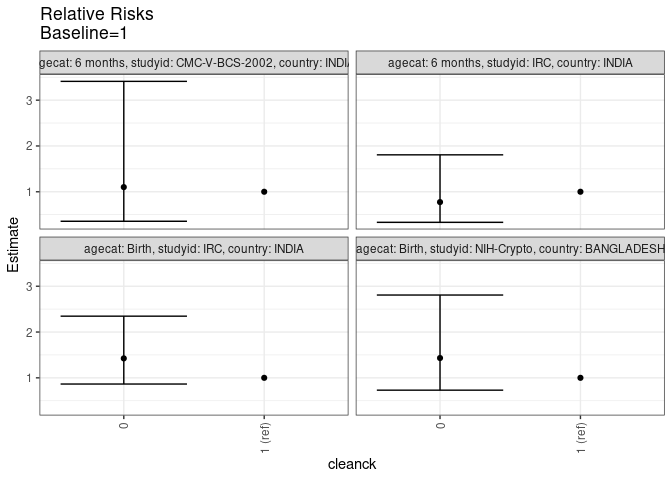 Relative Risks
Baseline=1
gecat: 6 months, studyid: CMC-V-BCS-2002, country: INDI
agecat: 6 months, studyid: IRC, country: INDIA
3
2
1
agecat: Birth, studyid: IRC, country: INDIA
agecat: Birth, studyid: NIH-Crypto, country: BANGLADESH
3
2
1
Estimate
0
1 (ref)
0
1 (ref)
cleanck